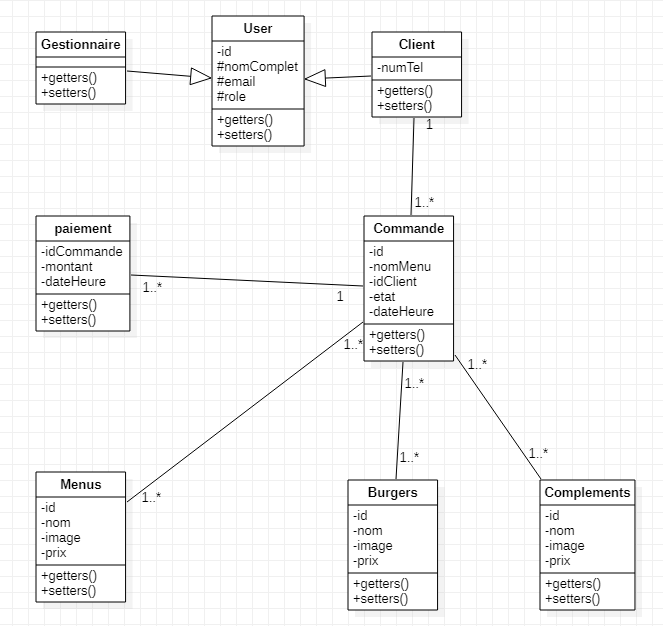 Gestionnaire
+getters()
+setters()
User
-id
#nomComplet
#email
#role
+getters()
+setters()
Client
-numTel
+getters()
+setters()
1
1..*
paiement
-idCommande
-montant
-dateHeure
+getters()
+setters()
1..*
1
Commande
-id
-nomMenu
-idClient
-etat
-dateHeure
+getters()
+setters()
1..*
1..*
1..*
1..*
1..*
1..*
Menus
-id
-nom
-image
-prix
+getters()
+setters()
Burgers
-id
-nom
-image
-prix
+getters()
+setters()
Complements
-id
-nom
-image
-prix
+getters()
+setters()